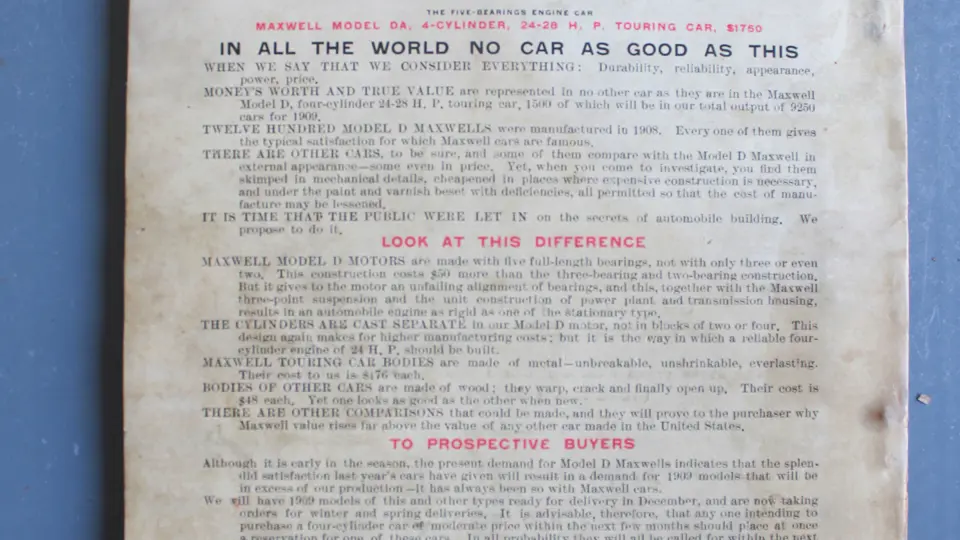 THE FIVE-BEARINGS ENGINE CAR
MAXWELL MODEL DA, 4-CYLINDER, 24-28 H. P. TOURING CAR, $1750
IN ALL THE WORLD NO CAR AS GOOD AS THIS
WHEN WE SAY THAT WE CONSIDER EVERYTHING: Durability, reliability, appearance,
power, price.
MONEY'S WORTH AND TRUE VALUE are represented in no other car as they are in the Maxwell
Model D, four-cylinder 24-28 H. P. touring car, 1500 of which will be in our total output of 9250
cars for 1909.
TWELVE HUNDRED MODEL D MAXWELLS were manufactured in 1908. Every one of them gives
the typical satisfaction for which Maxwell cars are famous.
THERE ARE OTHER CARS, to be sure, and some of them compare with the Model D Maxwell in
external appearance—some even in price. Yet, when you come to investigate, you find them
skimped in mechanical details, cheapened in places where expensive construction is necessary,
and under the paint and varnish beset with deficiencies, all permitted so that the cost of manu-
facture may be lessened.
IT IS TIME THAT THE PUBLIC WERE LET IN on the secrets of automobile building. We
propose to do it.
LOOK AT THIS DIFFERENCE
MAXWELL MODEL D MOTORS are made with five full-length bearings, not with only three or even
two. This construction costs $50 more than the three-bearing and two-bearing construction.
But it gives to the motor an unfailing alignment of bearings, and this, together with the Maxwell
three-point suspension and the unit construction of power plant and transmission housing,
results in an automobile engine as rigid as one of the stationary type.
THE CYLINDERS ARE CAST SEPARATE in our Model D motor, not in blocks of two or four. This
design again makes for higher manufacturing costs; but it is the way in which a reliable four-
cylinder engine of 24 H. P. should be built.
MAXWELL TOURING CAR BODIES are made of metal—unbreakable, unshrinkable, everlasting.
Their cost to us is $176 each.
BODIES OF OTHER CARS are made of wood; they warp, crack and finally open up. Their cost is
$48 each. Yet one looks as good as the other when new.
THERE ARE OTHER COMPARISONS that could be made, and they will prove to the purchaser why
Maxwell value rises far above the value of any other car made in the United States.
TO PROSPECTIVE BUYERS
Although it is early in the season, the present demand for Model D Maxwells indicates that the splen-
did satisfaction last year's cars have given will result in a demand for 1909 models that will be
in excess of our production—it has always been so with Maxwell cars.
We will have 1909 models of this and other types ready for delivery in December, and are now taking
orders for winter and spring deliveries. It is advisable, therefore, that any one intending to
purchase a four-cylinder car of moderate price within the next few months should place at once
a reservation for one of these cars. In all probability they will all be called for within the next